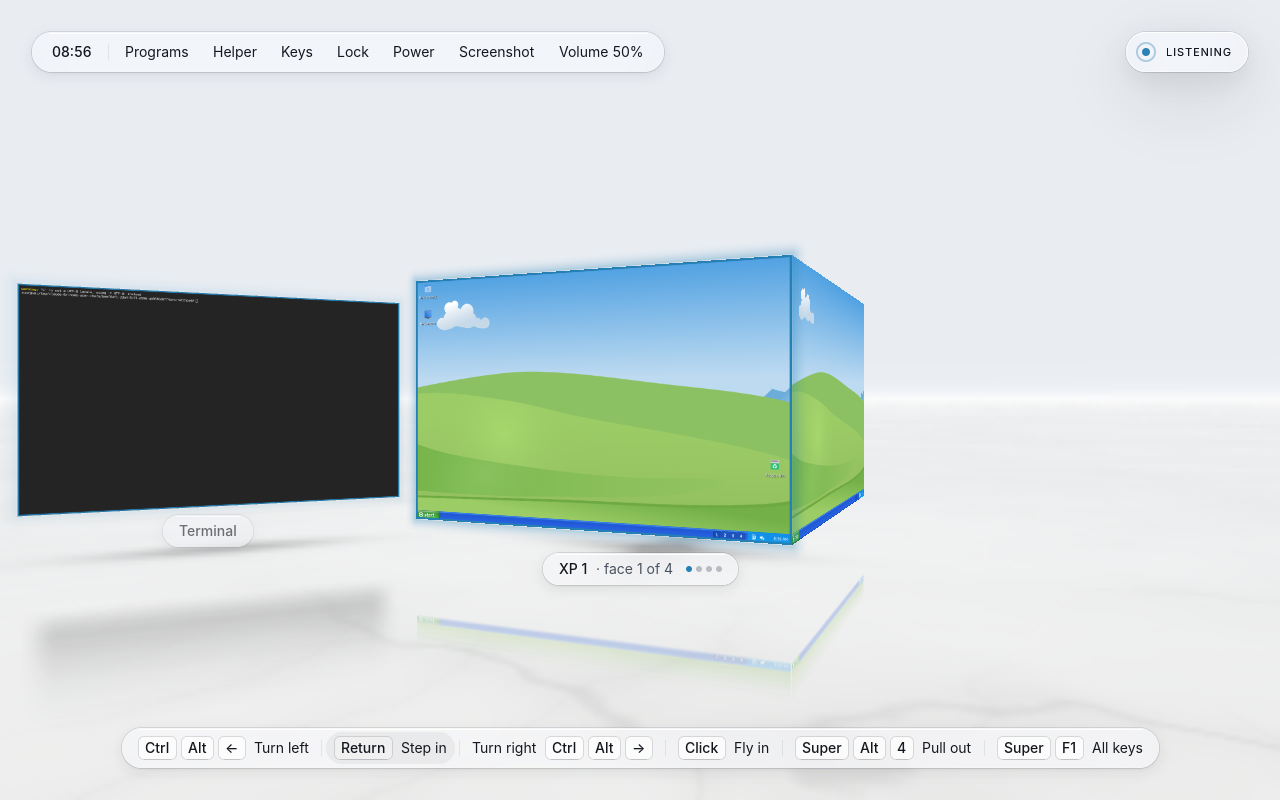 08:56 Programs Helper Keys Lock Power Screenshot Volume 50%
LISTENING
Terminal
XP 1 · face 1 of 4
Ctrl Alt ← Turn left Return Step in Turn right Ctrl Alt → Click Fly in Super Alt 4 Pull out Super F1 All keys